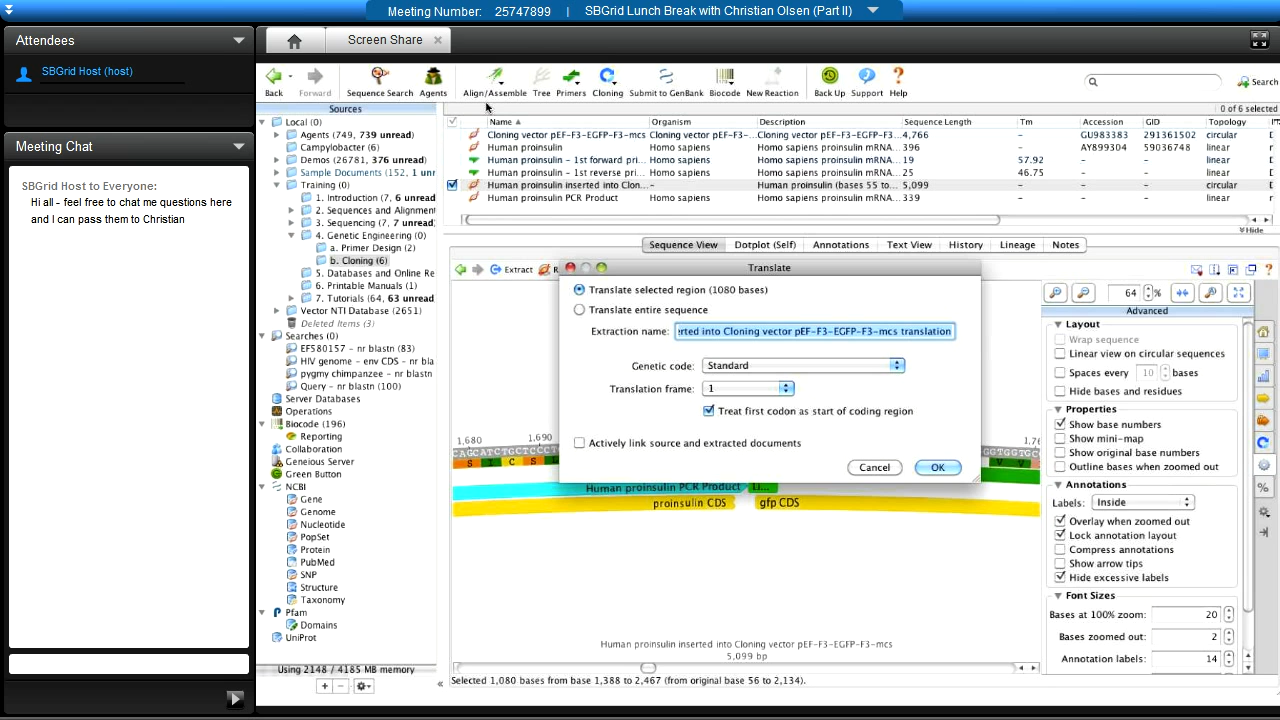 Meeting Number: 25747899 | SBGrid Lunch Break with Christian Olsen (Part II)
Attendees
SBGrid Host (host)
Meeting Chat
SBGrid Host to Everyone:
Hi all - feel free to chat me questions here
and I can pass them to Christian
Screen Share
Back
Forward
Sequence Search
Agents
Align/Assemble
Tree
Primers
Cloning
Submit to GenBank
Biocode
New Reaction
Back Up
Support
Help
Search
Sources
Local (0)
Agents (749, 739 unread)
Campylobacter (6)
Demos (26781, 376 unread)
Sample Documents (152, 1 unr
Training (0)
1. Introduction (7, 6 unread
2. Sequences and Alignment
3. Sequencing (7, 7 unread)
4. Genetic Engineering (0)
a. Primer Design (2)
b. Cloning (6)
5. Databases and Online Re
6. Printable Manuals (1)
7. Tutorials (64, 63 unread)
Vector NTI Database (2651)
Deleted Items (3)
Searches (0)
EF580157 - nr blastn (83)
HIV genome - env CDS - nr bla
pygmy chimpanzee - nr blastn
Query - nr blastn (100)
Server Databases
Operations
Biocode (196)
Reporting
Collaboration
Geneious Server
Green Button
NCBI
Gene
Genome
Nucleotide
PopSet
Protein
PubMed
SNP
Structure
Taxonomy
Pfam
Domains
UniProt
Using 2148 / 4185 MB memory
0 of 6 selected
Name Organism Description Sequence Length Tm Accession GID Topology
Cloning vector pEF-F3-EGFP-F3-mcs Cloning vector pEF-F3-... Cloning vector pEF-F3-EGFP-F3... 4,766 - GU983383 291361502 circular
Human proinsulin Homo sapiens Homo sapiens proinsulin mRNA... 396 - AY899304 59036748 linear
Human proinsulin - 1st forward pri... Homo sapiens Homo sapiens proinsulin mRNA... 19 57.92 - - linear
Human proinsulin - 1st reverse pri... Homo sapiens Homo sapiens proinsulin mRNA... 25 46.75 - - linear
Human proinsulin inserted into Clon... - Human proinsulin (bases 55 to... 5,099 - - - circular
Human proinsulin PCR Product Homo sapiens Homo sapiens proinsulin mRNA... 339 - - - linear
Hide
Sequence View
Dotplot (Self)
Annotations
Text View
History
Lineage
Notes
Extract
R
Translate
Translate selected region (1080 bases)
Translate entire sequence
Extraction name: erted into Cloning vector pEF-F3-EGFP-F3-mcs translation
Genetic code: Standard
Translation frame: 1
Treat first codon as start of coding region
Actively link source and extracted documents
Cancel
OK
1,680 1,690
CAGCATCTGCTCCCT
S I C S L
Human proinsulin PCR Product
Li...
proinsulin CDS
gfp CDS
Human proinsulin inserted into Cloning vector pEF-F3-EGFP-F3-mcs
5,099 bp
Selected 1,080 bases from base 1,388 to 2,467 (from original base 56 to 2,134).
64 %
Advanced
Layout
Wrap sequence
Linear view on circular sequences
Spaces every 10 bases
Hide bases and residues
Properties
Show base numbers
Show mini-map
Show original base numbers
Outline bases when zoomed out
Annotations
Labels: Inside
Overlay when zoomed out
Lock annotation layout
Compress annotations
Show arrow tips
Hide excessive labels
Font Sizes
Bases at 100% zoom: 20
Bases zoomed out: 2
Annotation labels: 14